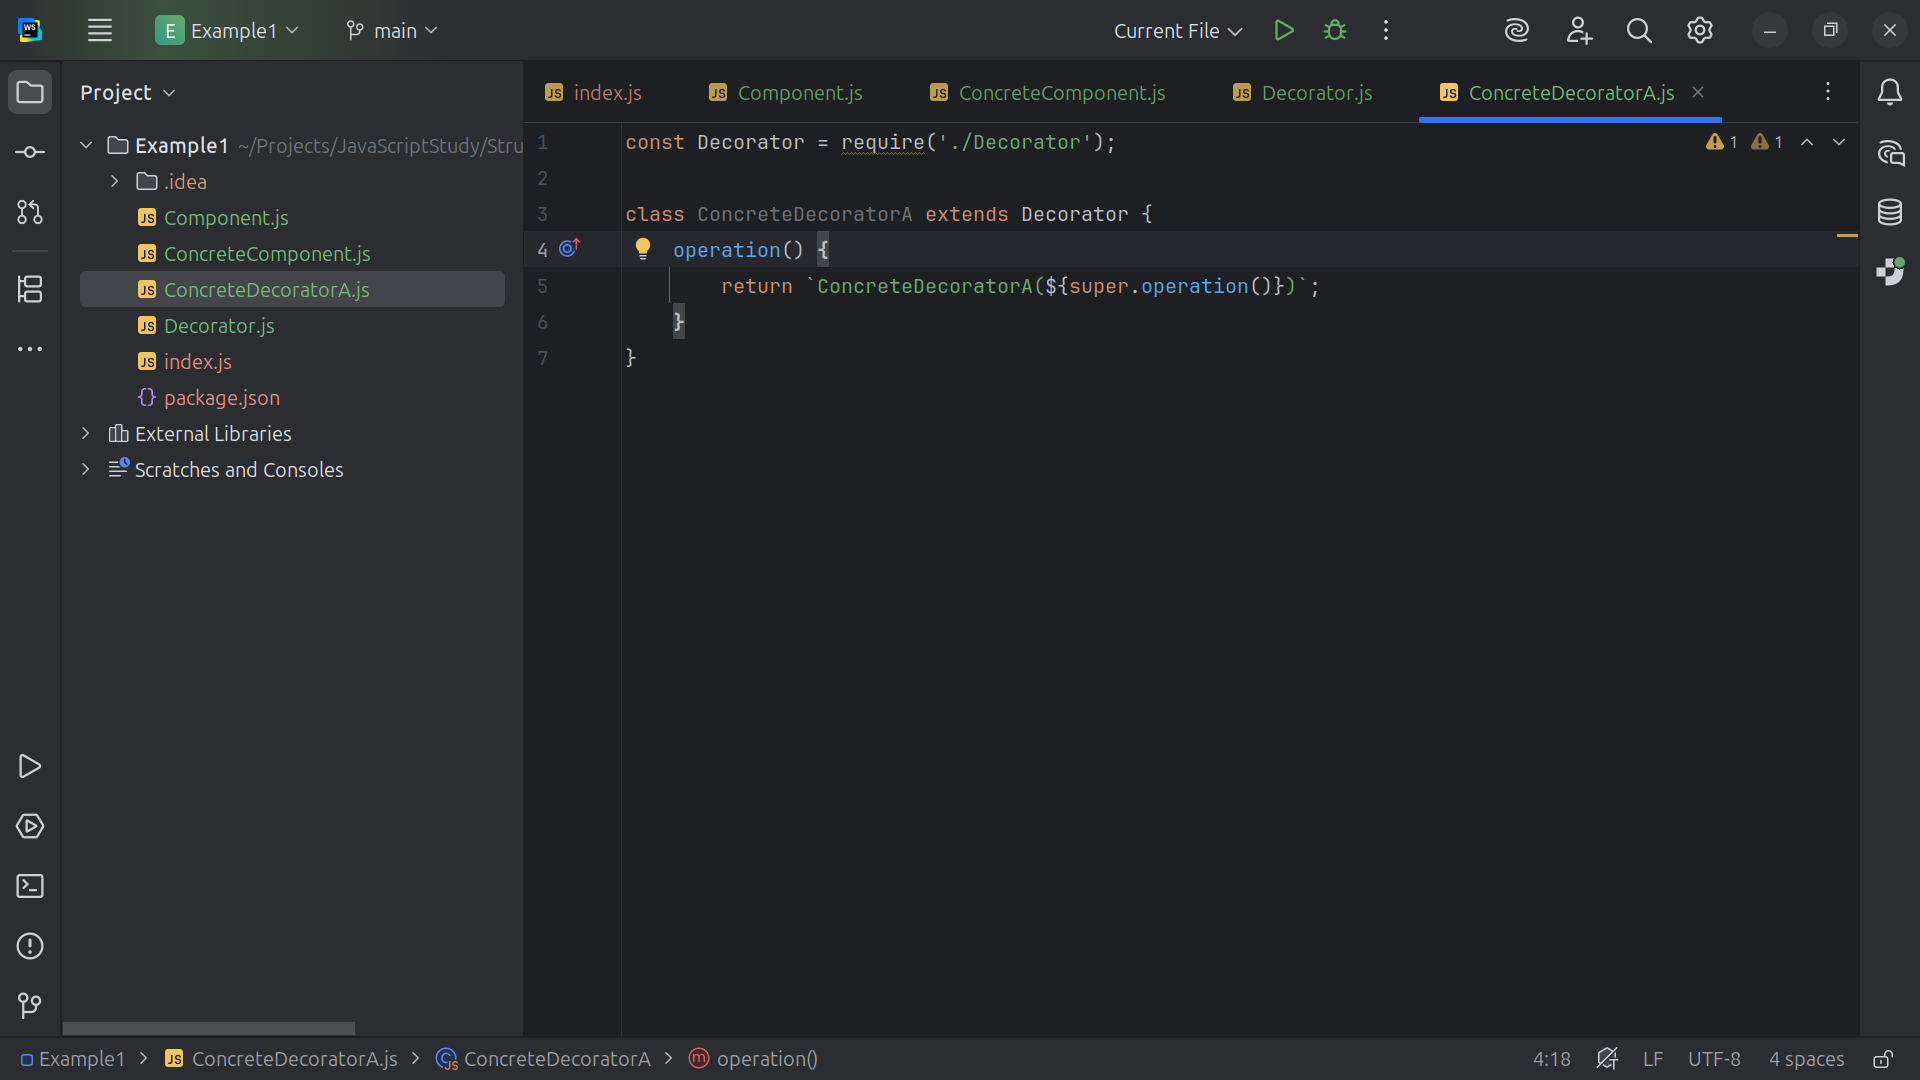 WS
E Example1
main
Current File
Project
Example1 ~/Projects/JavaScriptStudy/Stru
.idea
JS Component.js
JS ConcreteComponent.js
JS ConcreteDecoratorA.js
JS Decorator.js
JS index.js
{} package.json
External Libraries
Scratches and Consoles
JS index.js
JS Component.js
JS ConcreteComponent.js
JS Decorator.js
JS ConcreteDecoratorA.js
1 const Decorator = require('./Decorator');
1 1
2
3 class ConcreteDecoratorA extends Decorator {
4 operation() {
5 return `ConcreteDecoratorA(${super.operation()})`;
6 }
7 }
Example1 > JS ConcreteDecoratorA.js > ConcreteDecoratorA > m operation()
4:18 LF UTF-8 4 spaces